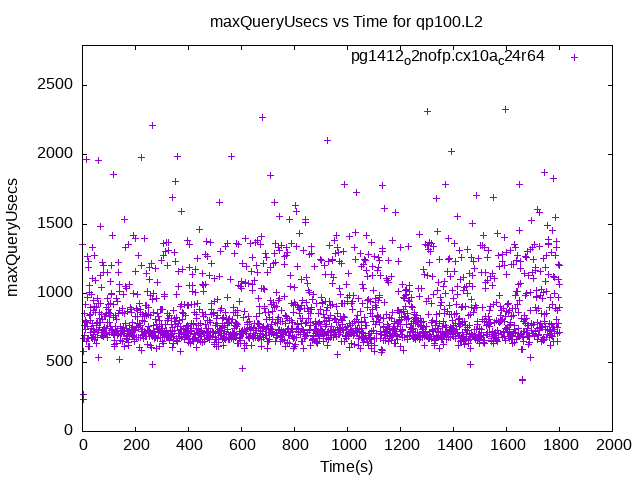 maxQueryUsecs vs Time for qp100.L2
pg1412o2nofp.cx10ac24r64
maxQueryUsecs
2500
2000
1500
1000
500
0
0 200 400 600 800 1000 1200 1400 1600 1800 2000
Time(s)